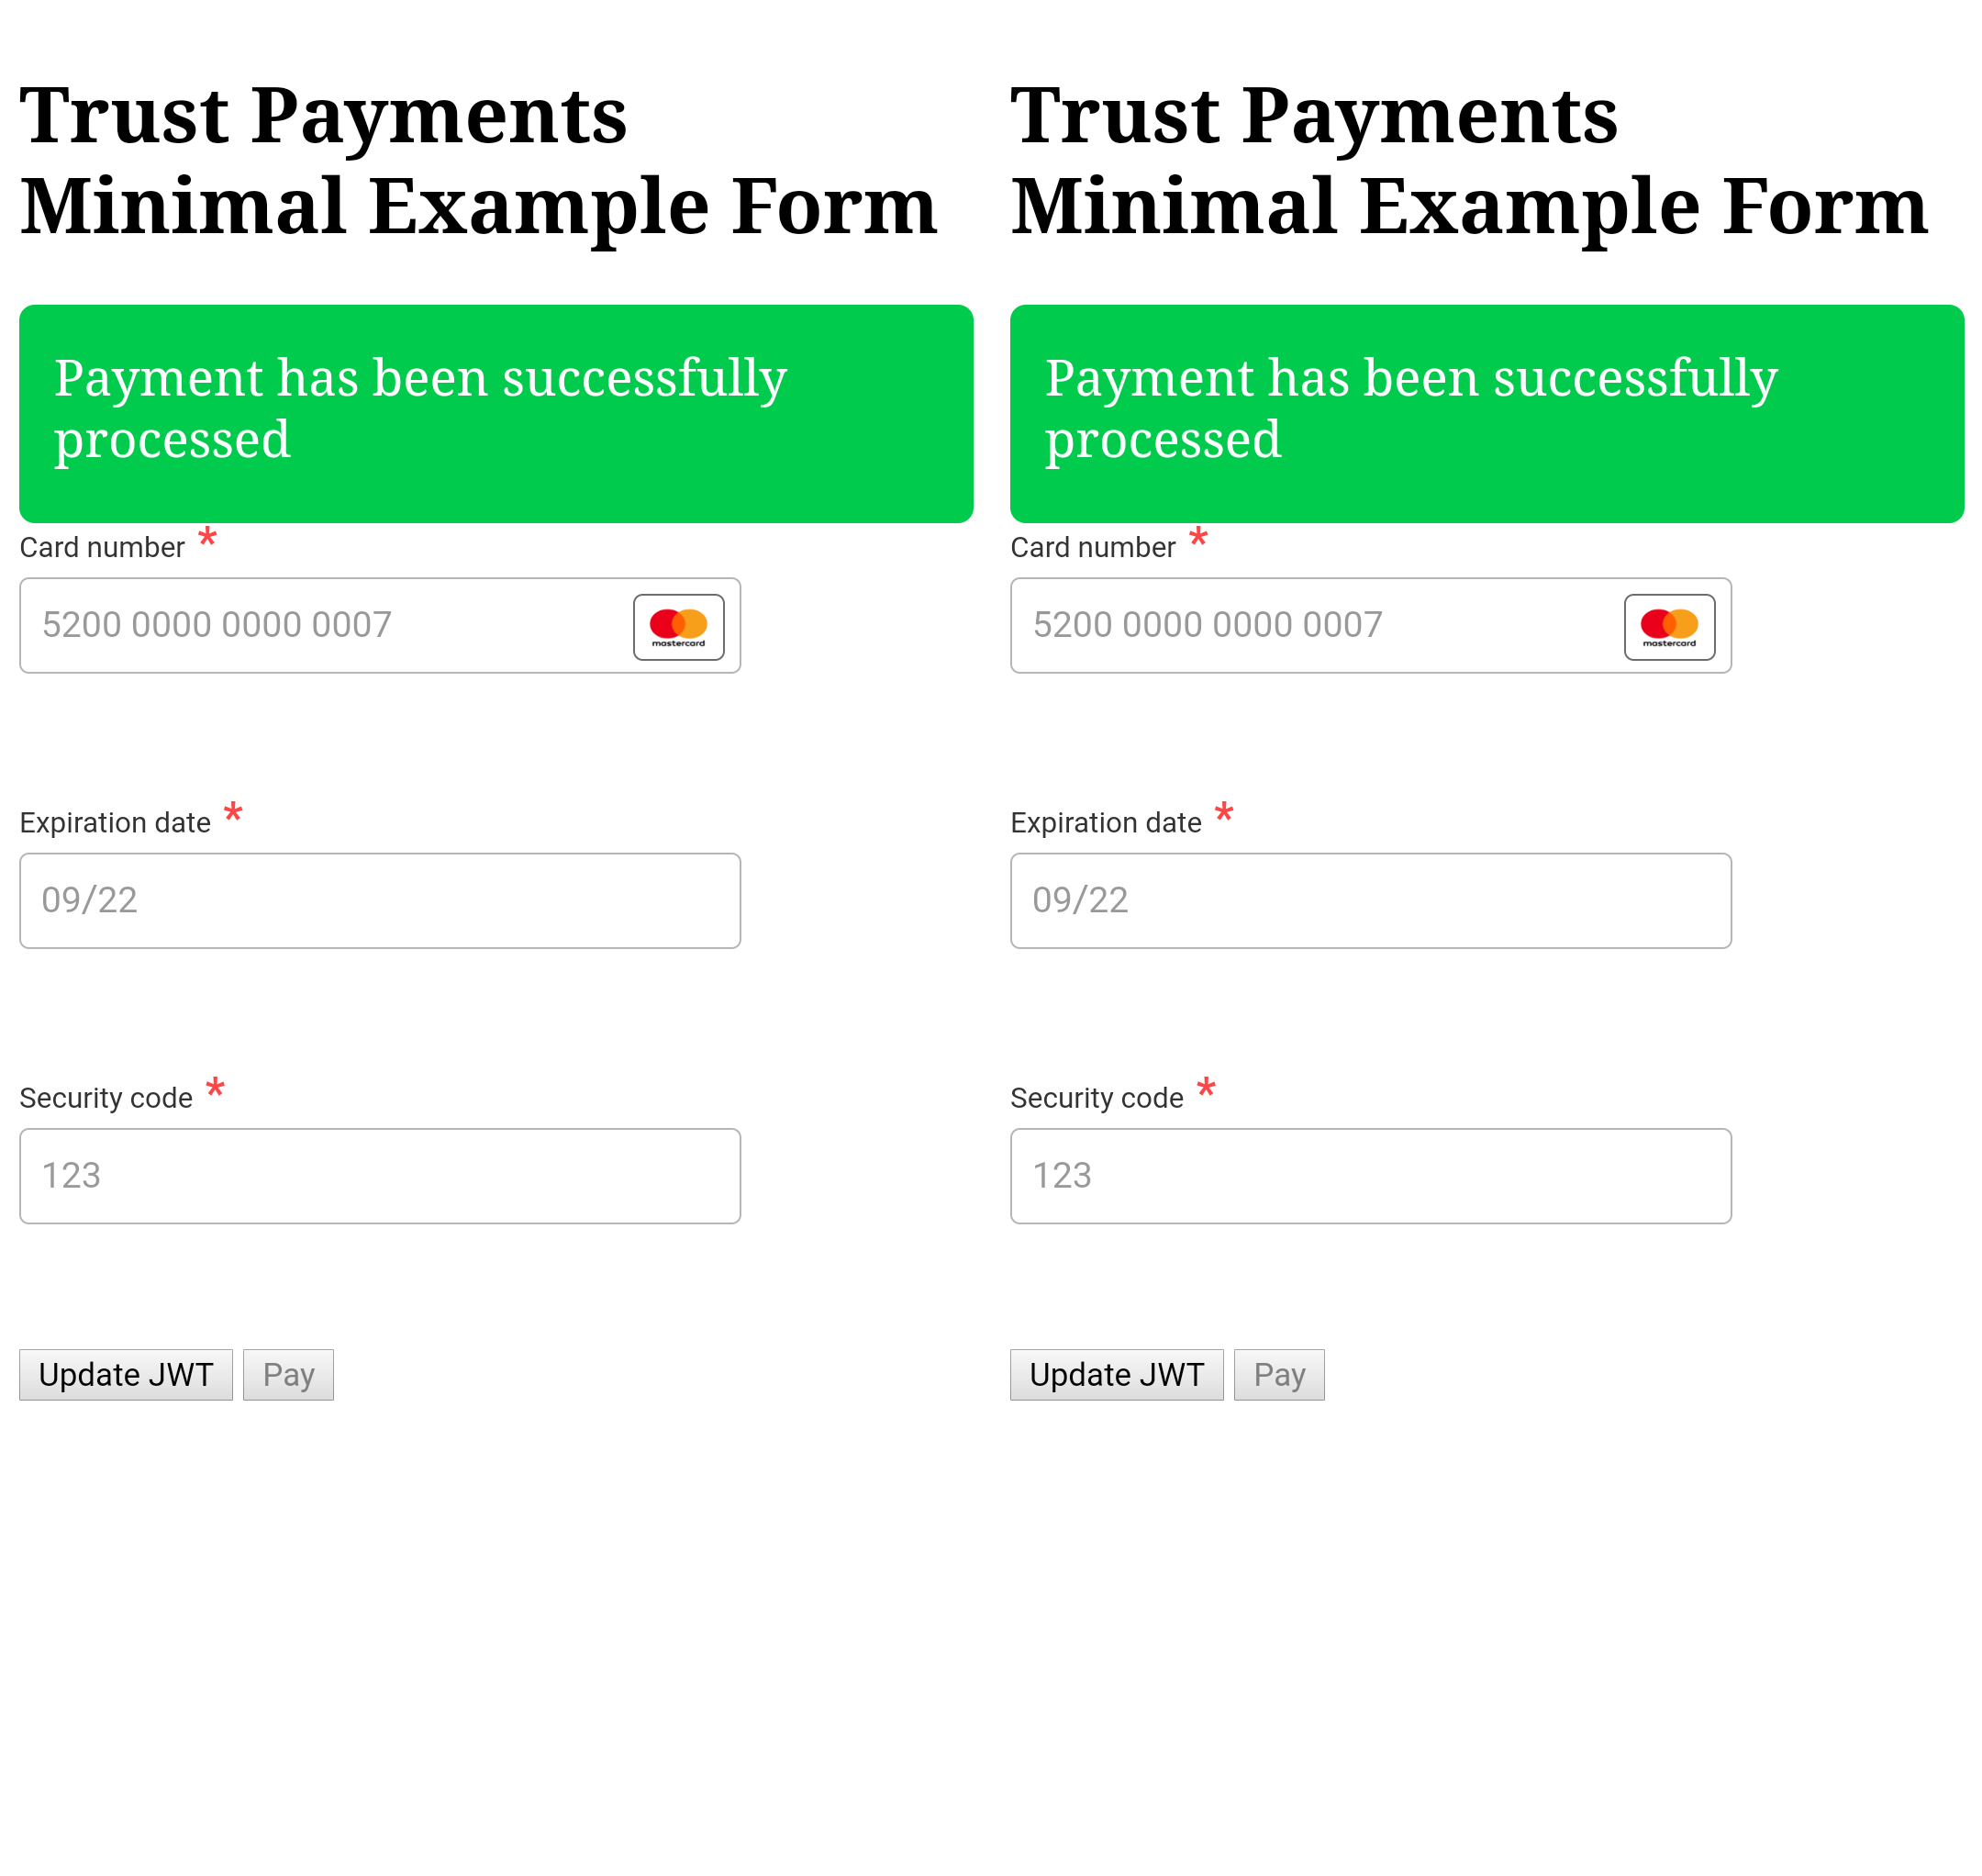 Trust Payments
Minimal Example Form
Payment has been successfully
processed
Card number *
5200 0000 0000 0007
mastercard
Expiration date *
09/22
Security code *
123
Update JWT Pay
Trust Payments
Minimal Example Form
Payment has been successfully
processed
Card number *
5200 0000 0000 0007
mastercard
Expiration date *
09/22
Security code *
123
Update JWT Pay